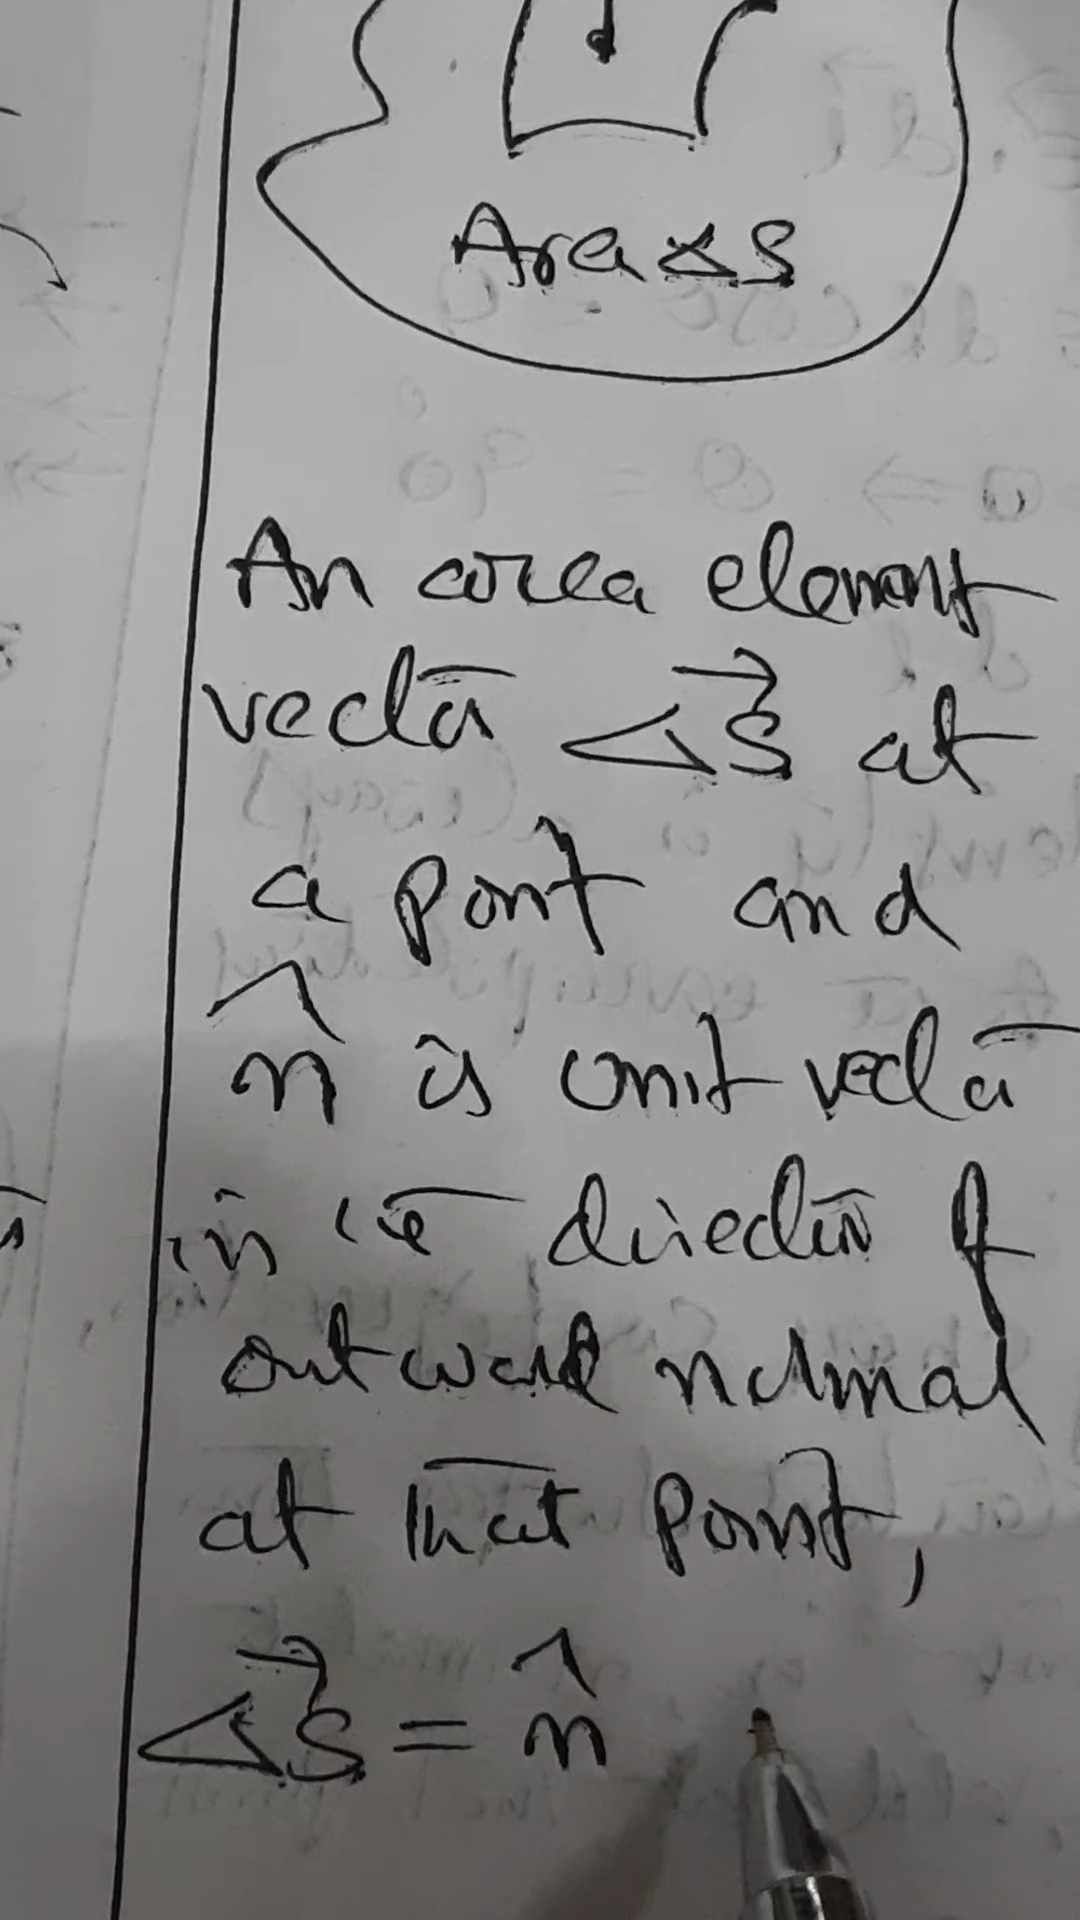 Area ΔS
An area element
vector ΔS⃗ at
a point and
n̂ is unit vector
in the direction of
outward normal
at that point,
ΔS⃗ = n̂